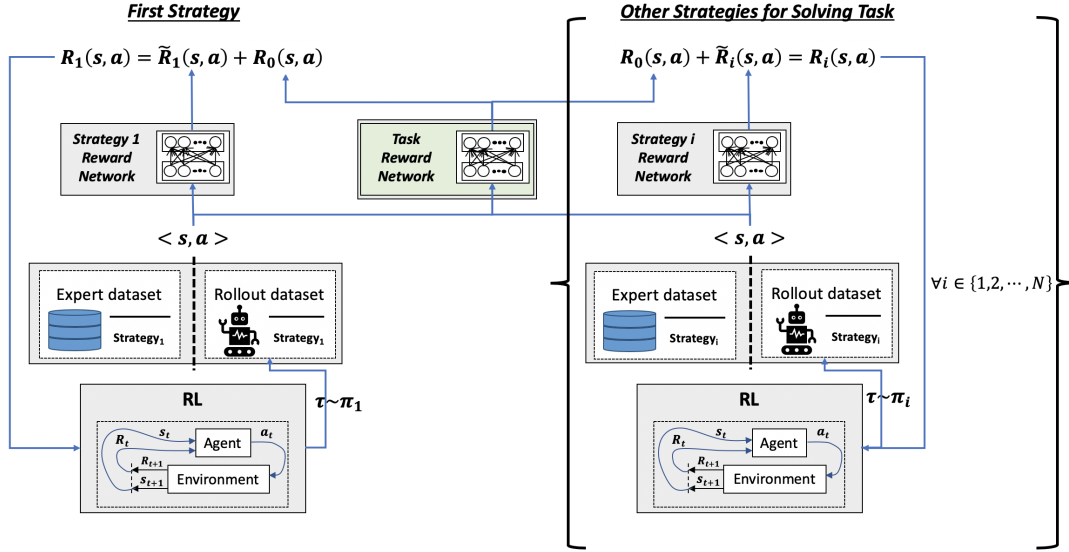 First Strategy
Other Strategies for Solving Task
R₁(s, a) = R̃₁(s, a) + R₀(s, a)
R₀(s, a) + R̃ᵢ(s, a) = Rᵢ(s, a)
Strategy 1
Reward
Network
Task
Reward
Network
Strategy i
Reward
Network
< s, a >
< s, a >
Expert dataset
Strategy₁
Rollout dataset
Strategy₁
Expert dataset
Strategyᵢ
Rollout dataset
Strategyᵢ
∀i ∈ {1,2, ⋯, N}
τ~π₁
τ~πᵢ
RL
sₜ
Rₜ
Agent
aₜ
Rₜ₊₁
sₜ₊₁
Environment
RL
sₜ
Rₜ
Agent
aₜ
Rₜ₊₁
sₜ₊₁
Environment